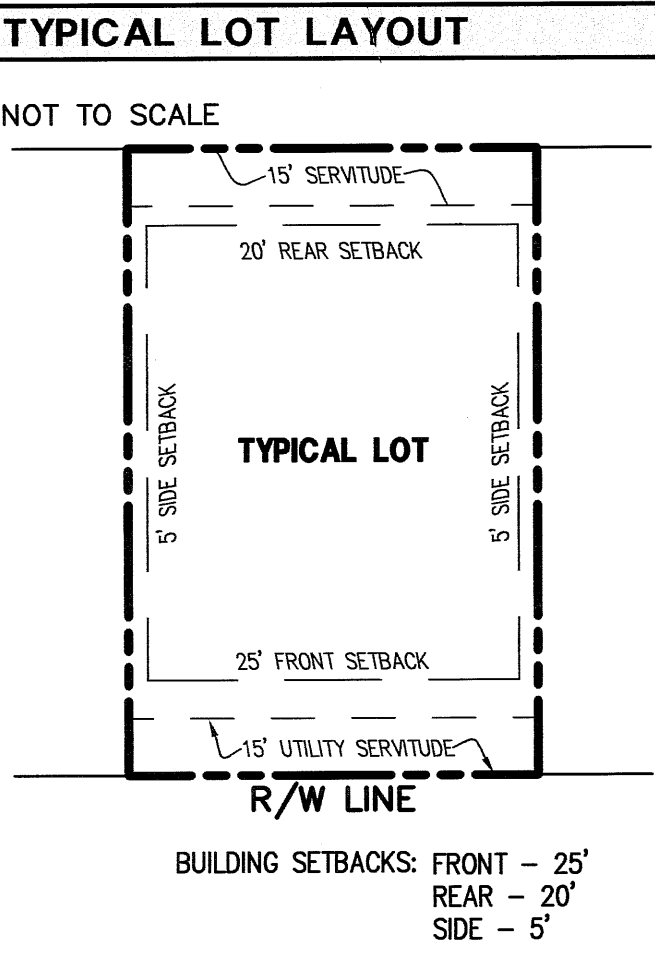 TYPICAL LOT LAYOUT
NOT TO SCALE
15' SERVITUDE
20' REAR SETBACK
5' SIDE SETBACK
TYPICAL LOT
5' SIDE SETBACK
25' FRONT SETBACK
15' UTILITY SERVITUDE
R/W LINE
BUILDING SETBACKS: FRONT – 25'
REAR – 20'
SIDE – 5'